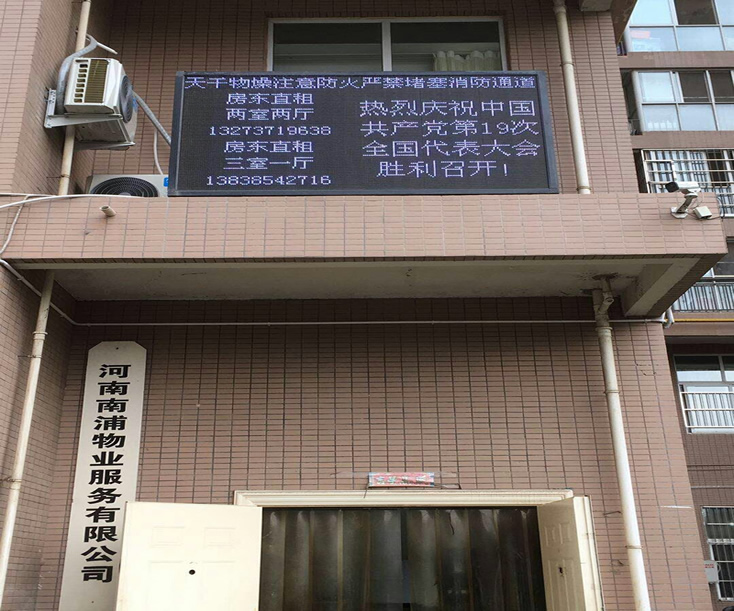 天干物燥注意防火严禁堵塞消防通道
房东直租
两室两厅
13273719638
房东直租
三室一厅
13838542716
热烈庆祝中国
共产党第19次
全国代表大会
胜利召开！
河南南浦物业服务有限公司